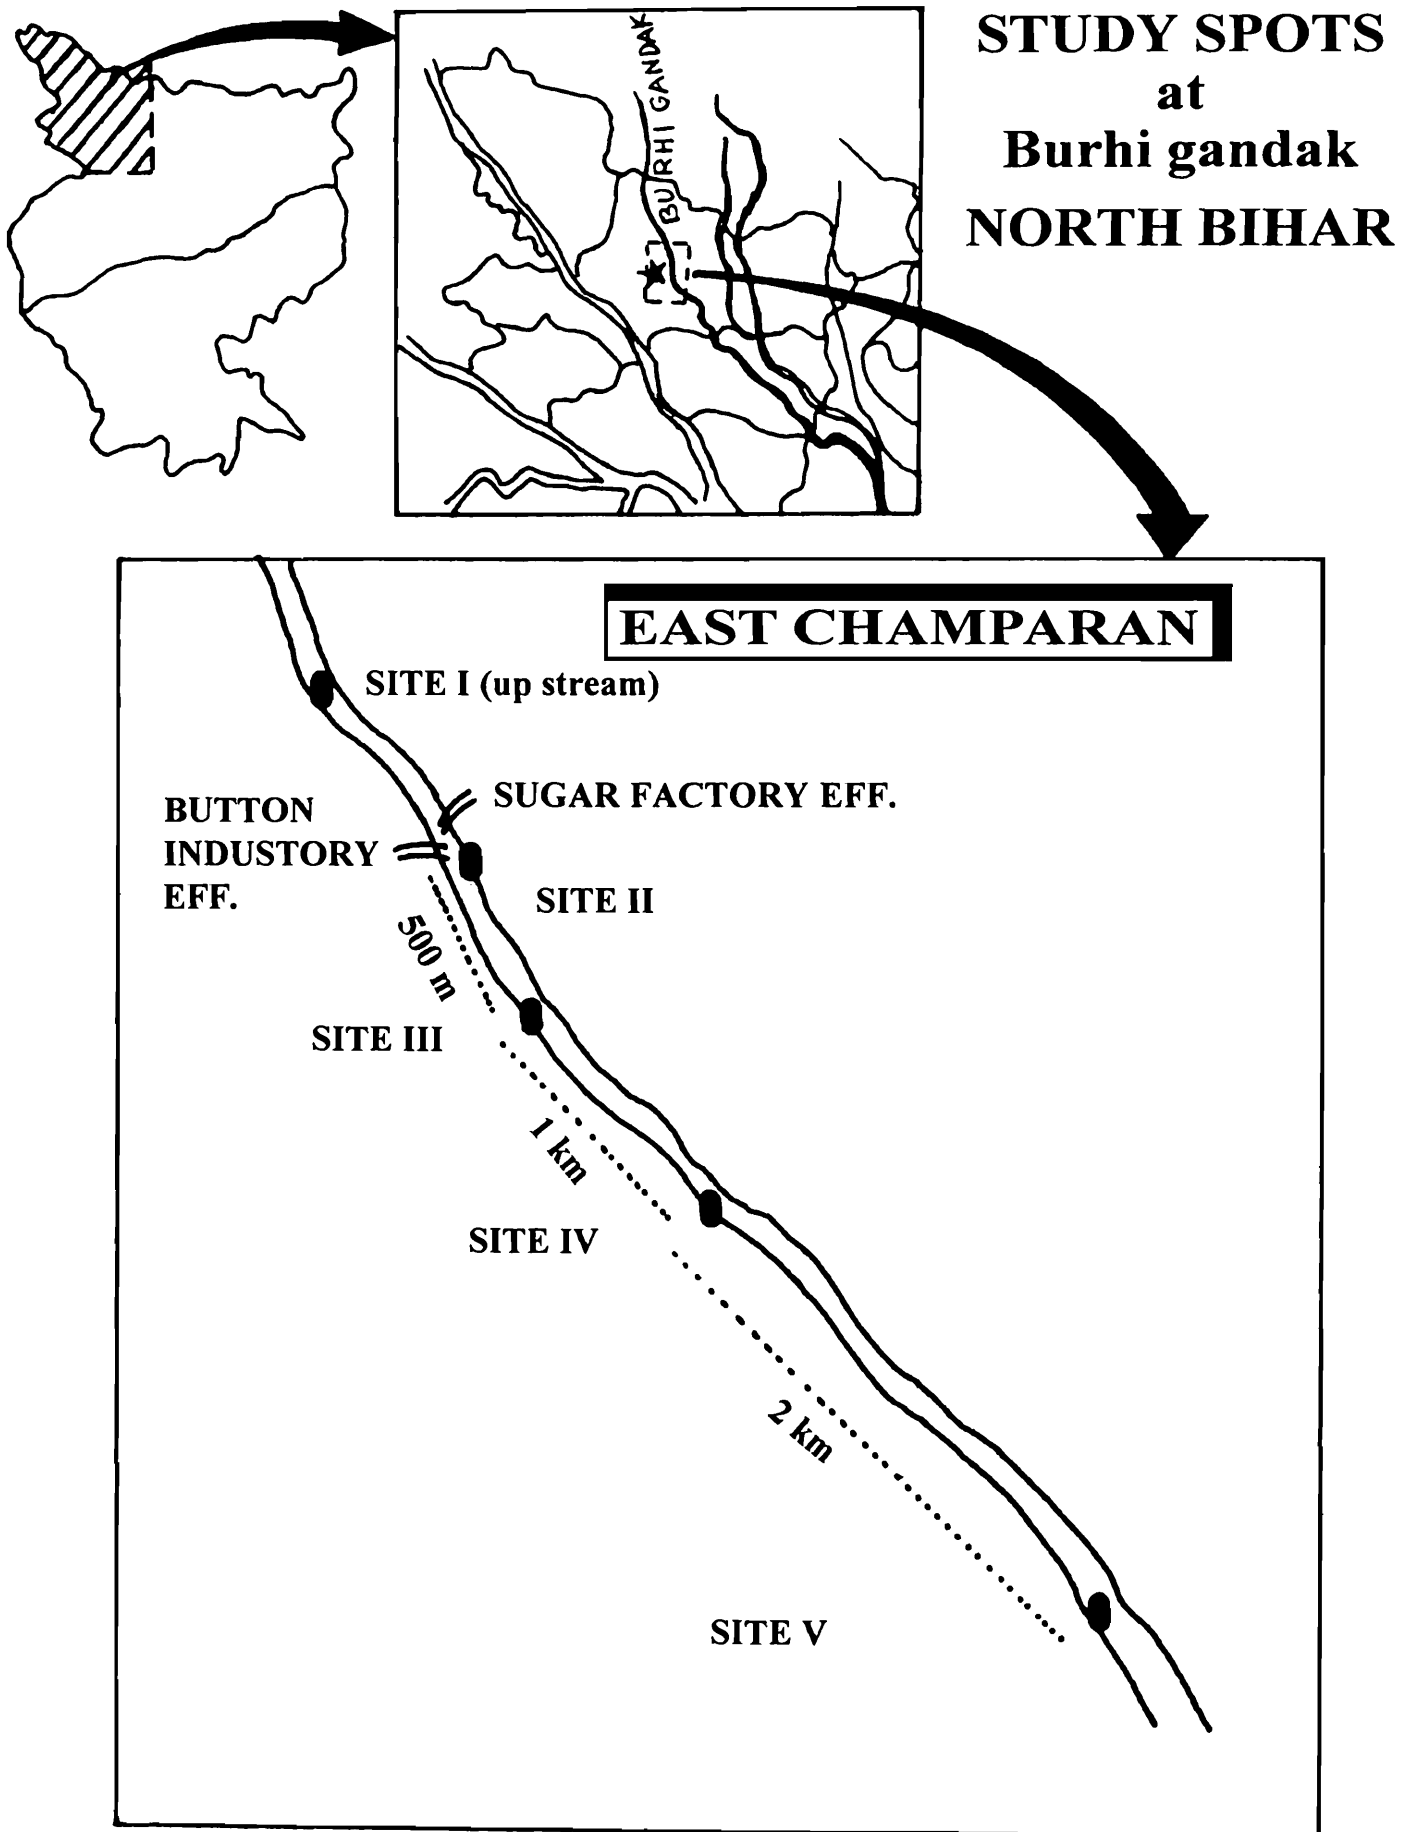 STUDY SPOTS
at
Burhi gandak
NORTH BIHAR
BURHI GANDAK
EAST CHAMPARAN
SITE I (up stream)
SUGAR FACTORY EFF.
BUTTON
INDUSTORY
EFF.
SITE II
500 m
SITE III
1 km
SITE IV
2 km
SITE V